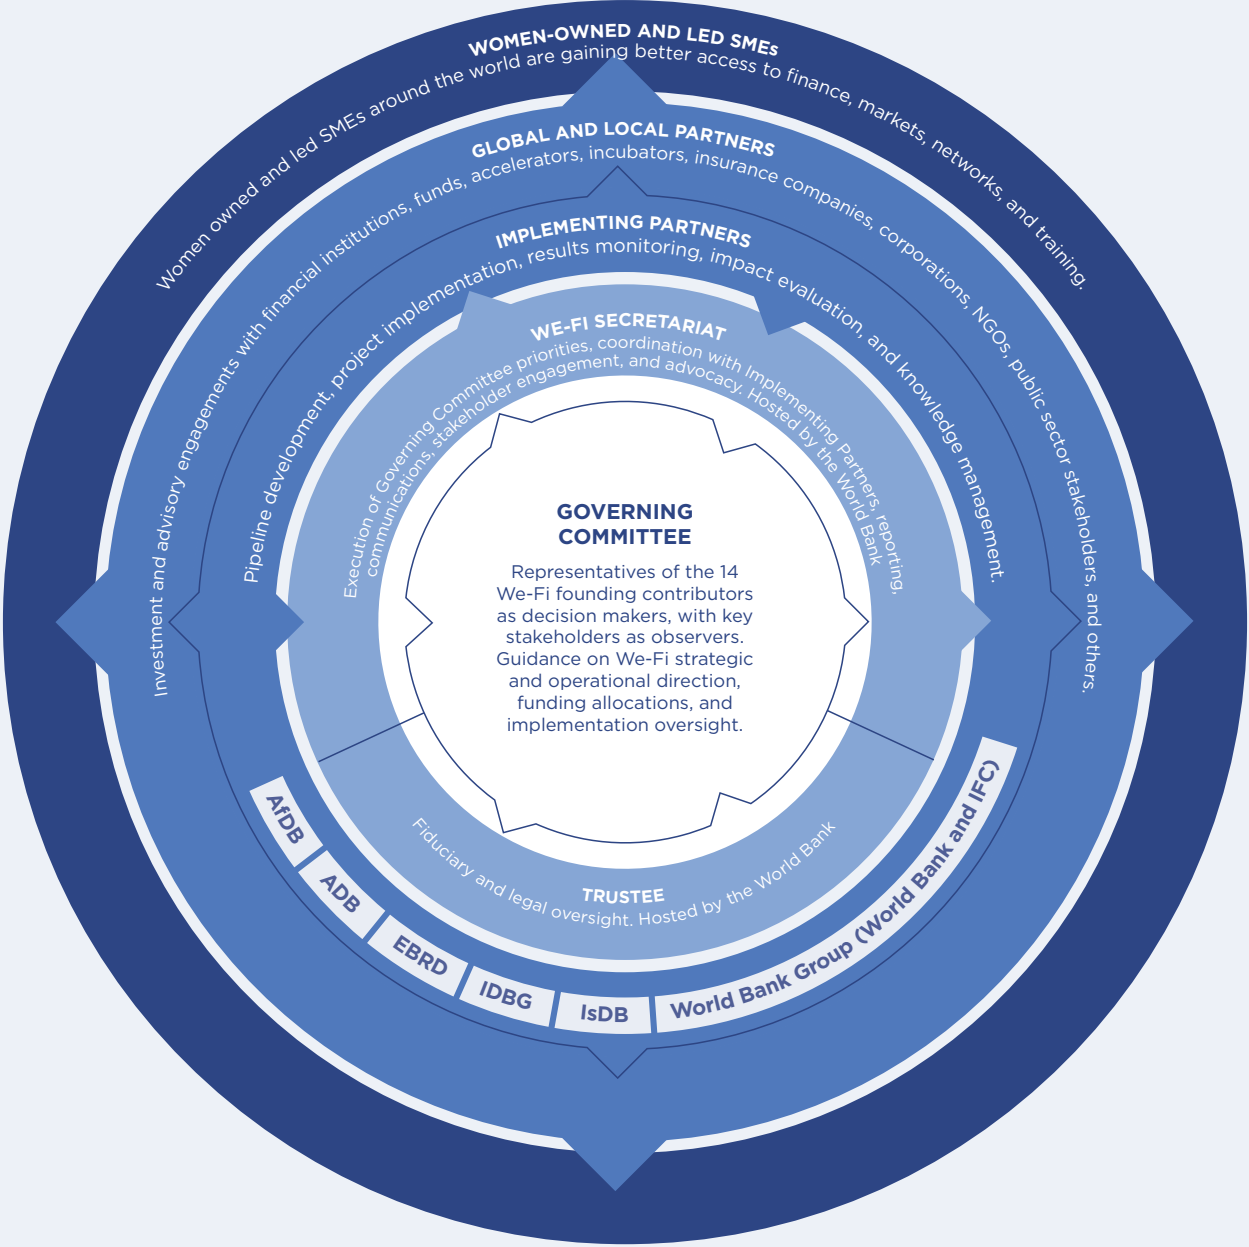 WOMEN-OWNED AND LED SMEs
Women owned and led SMEs around the world are gaining better access to finance, markets, networks, and training.
GLOBAL AND LOCAL PARTNERS
Investment and advisory engagements with financial institutions, funds, accelerators, incubators, insurance companies, corporations, NGOs, public sector stakeholders, and others.
IMPLEMENTING PARTNERS
Pipeline development, project implementation, results monitoring, impact evaluation, and knowledge management.
WE-FI SECRETARIAT
Execution of Governing Committee priorities, coordination with Implementing Partners, reporting,
communications, stakeholder engagement, and advocacy. Hosted by the World Bank
GOVERNING
COMMITTEE
Representatives of the 14
We-Fi founding contributors
as decision makers, with key
stakeholders as observers.
Guidance on We-Fi strategic
and operational direction,
funding allocations, and
implementation oversight.
TRUSTEE
Fiduciary and legal oversight. Hosted by the World Bank
AfDB
ADB
EBRD
IDBG
IsDB
World Bank Group (World Bank and IFC)